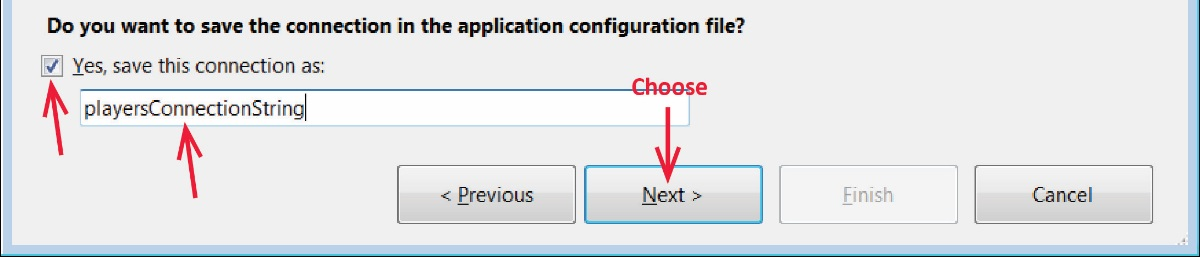 Do you want to save the connection in the application configuration file?
Yes, save this connection as:
Choose
playersConnectionString
< Previous
Next >
Finish
Cancel